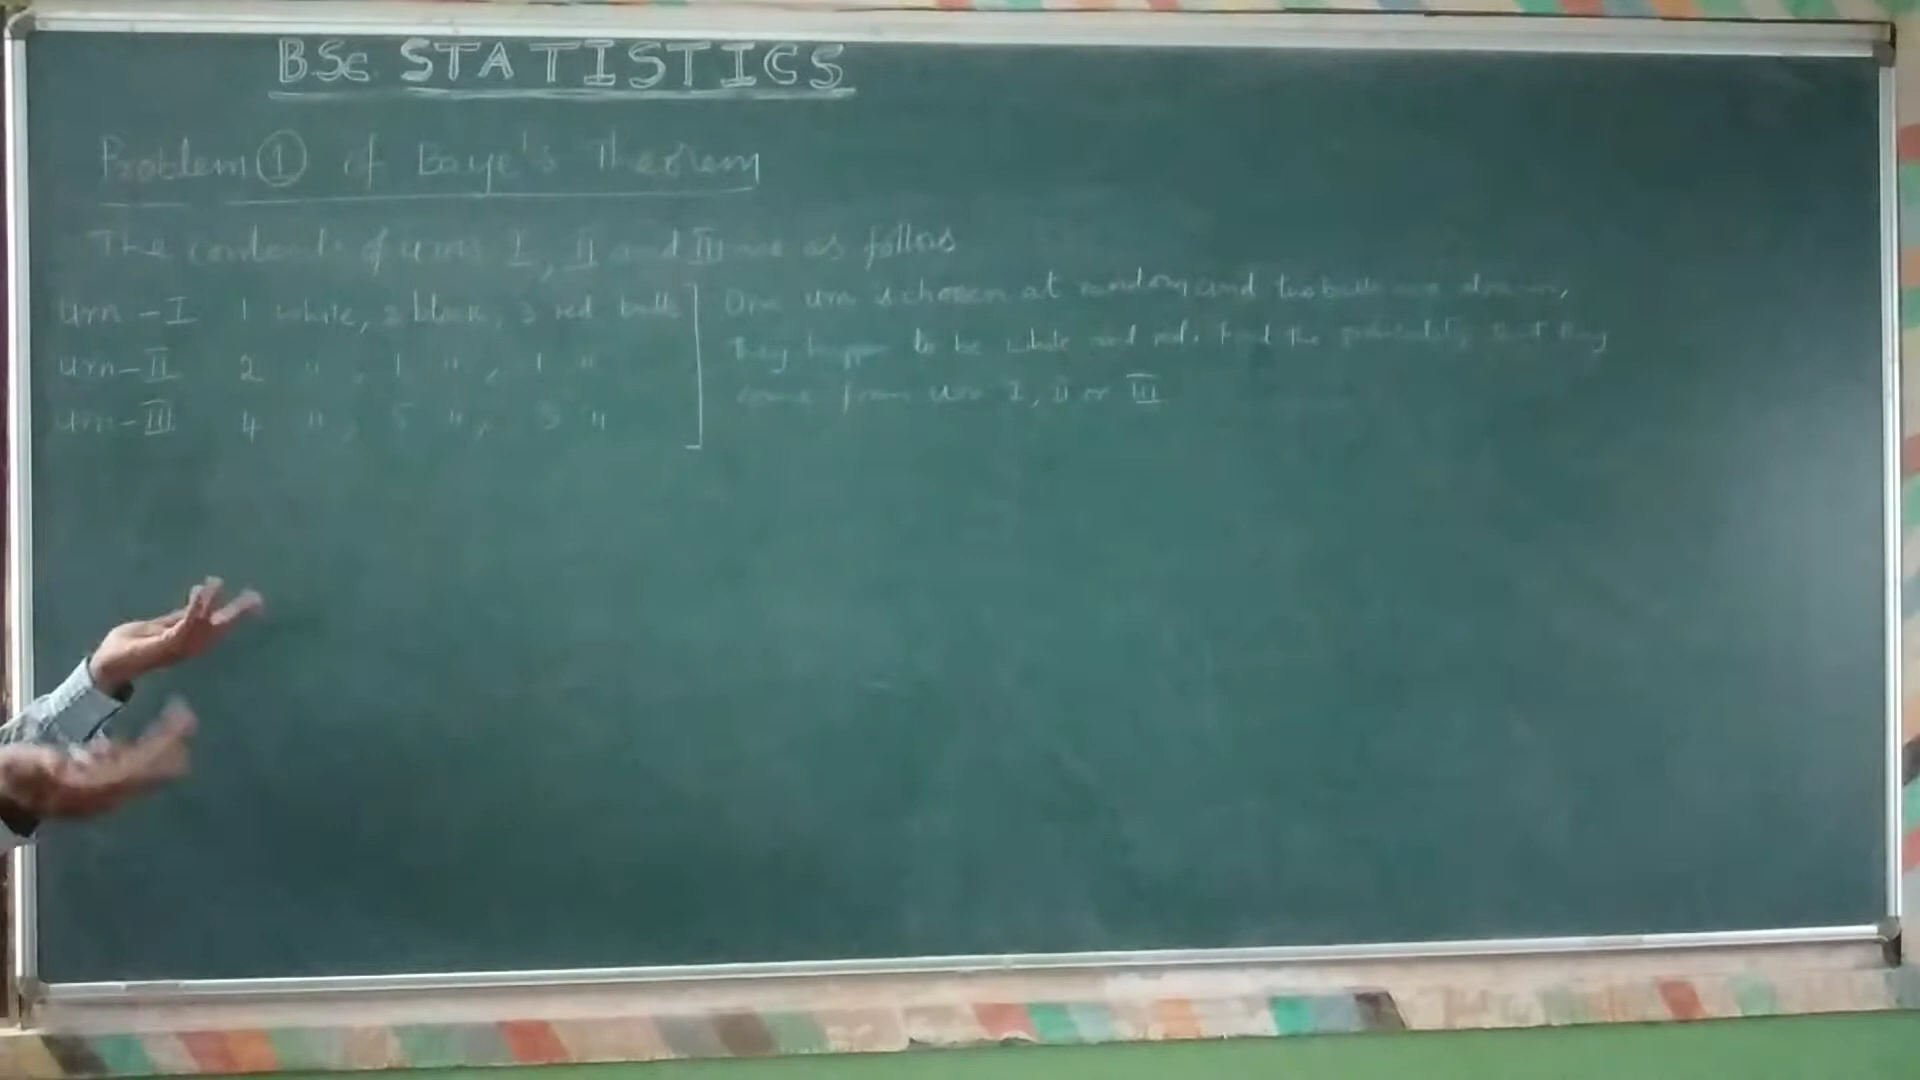 BSc. STATISTICS
Problem ① of Baye's Theorem
The contents of urns I, II and III are as follows
urn - I 1 white, 2 black, 3 red balls
urn - II 2 " , 1 " , 1 "
urn - III 4 " , 5 " , 3 "
One urn is chosen at random and two balls are drawn,
They happen to be white and red. Find the probability that they
come from urn I, II or III